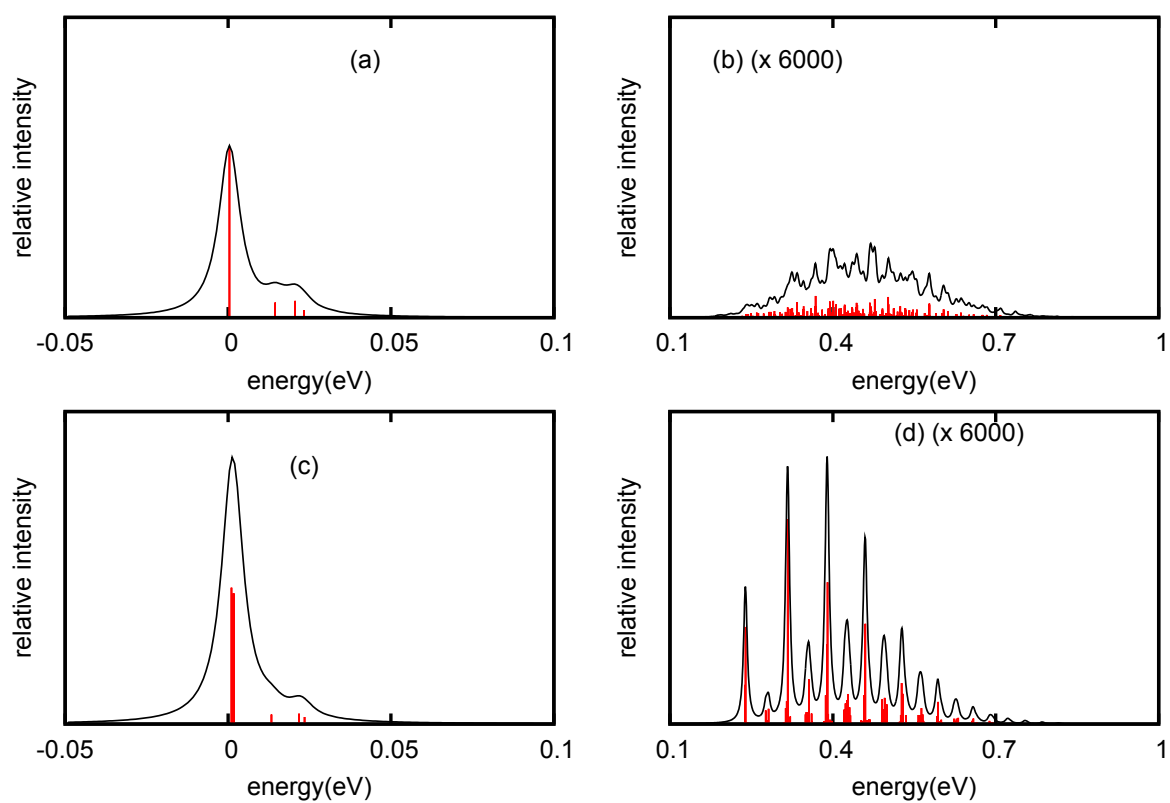 (a)
relative intensity
-0.05 0 0.05 0.1
energy(eV)
(b) (x 6000)
relative intensity
0.1 0.4 0.7 1
energy(eV)
(c)
relative intensity
-0.05 0 0.05 0.1
energy(eV)
(d) (x 6000)
relative intensity
0.1 0.4 0.7 1
energy(eV)